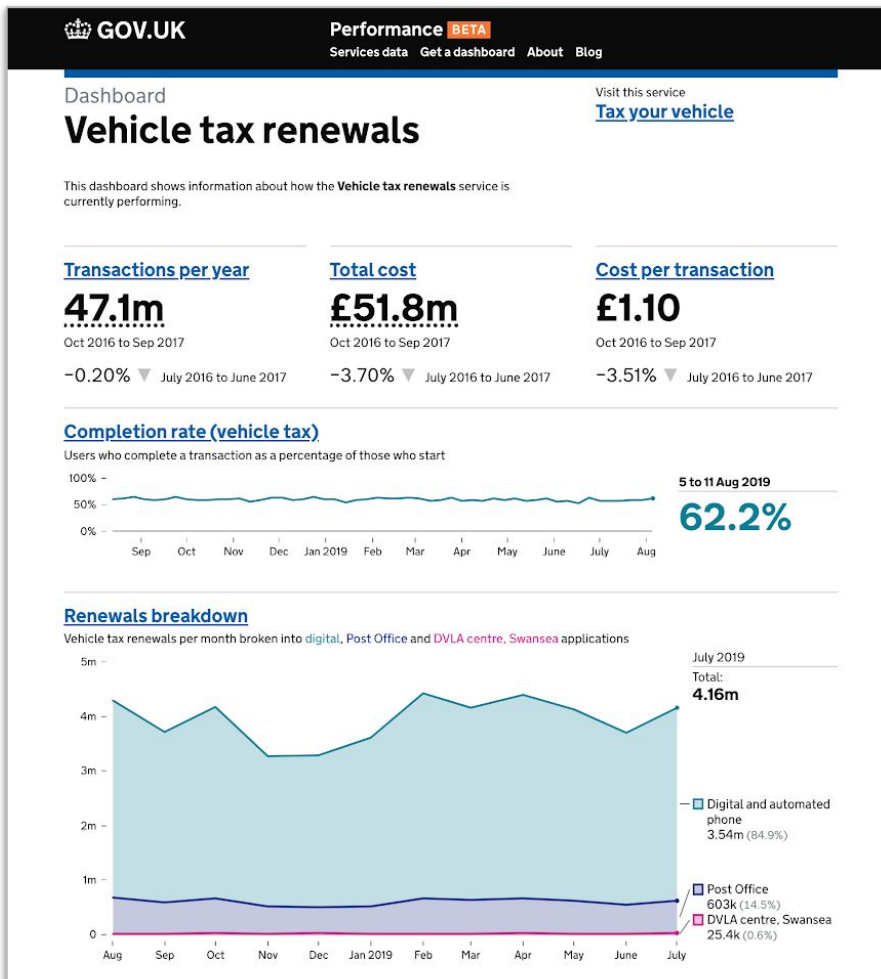 GOV.UK
Performance BETA
Services data Get a dashboard About Blog
Dashboard
Vehicle tax renewals
Visit this service
Tax your vehicle
This dashboard shows information about how the Vehicle tax renewals service is
currently performing.
Transactions per year
47.1m
Oct 2016 to Sep 2017
−0.20% ▼ July 2016 to June 2017
Total cost
£51.8m
Oct 2016 to Sep 2017
−3.70% ▼ July 2016 to June 2017
Cost per transaction
£1.10
Oct 2016 to Sep 2017
−3.51% ▼ July 2016 to June 2017
Completion rate (vehicle tax)
Users who complete a transaction as a percentage of those who start
100%
50%
0%
Sep Oct Nov Dec Jan 2019 Feb Mar Apr May June July Aug
5 to 11 Aug 2019
62.2%
Renewals breakdown
Vehicle tax renewals per month broken into digital, Post Office and DVLA centre, Swansea applications
5m
4m
3m
2m
1m
0
Aug Sep Oct Nov Dec Jan 2019 Feb Mar Apr May June July
July 2019
Total:
4.16m
Digital and automated
phone
3.54m (84.9%)
Post Office
603k (14.5%)
DVLA centre, Swansea
25.4k (0.6%)